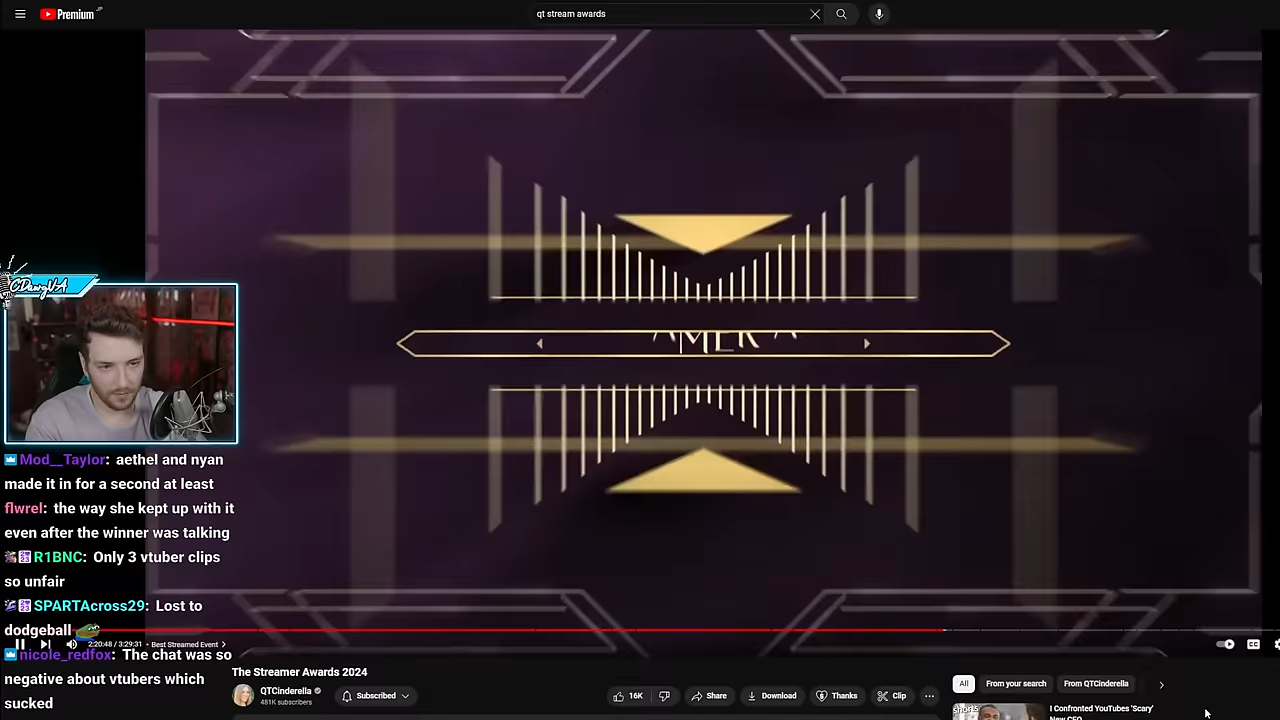 Premium JP
qt stream awards
CDawgVA
Mod__Taylor: aethel and nyan
made it in for a second at least
flwrel: the way she kept up with it
even after the winner was talking
R1BNC: Only 3 vtuber clips
so unfair
SPARTAcross29: Lost to
dodgeball
nicole_redfox: The chat was so
negative about vtubers which
sucked
2:20:48 / 3:29:31 • Best Streamed Event
The Streamer Awards 2024
QTCinderella
481K subscribers
Subscribed
16K
Share
Download
Thanks
Clip
All
From your search
From QTCinderella
I Confronted YouTubes 'Scary'
New CEO